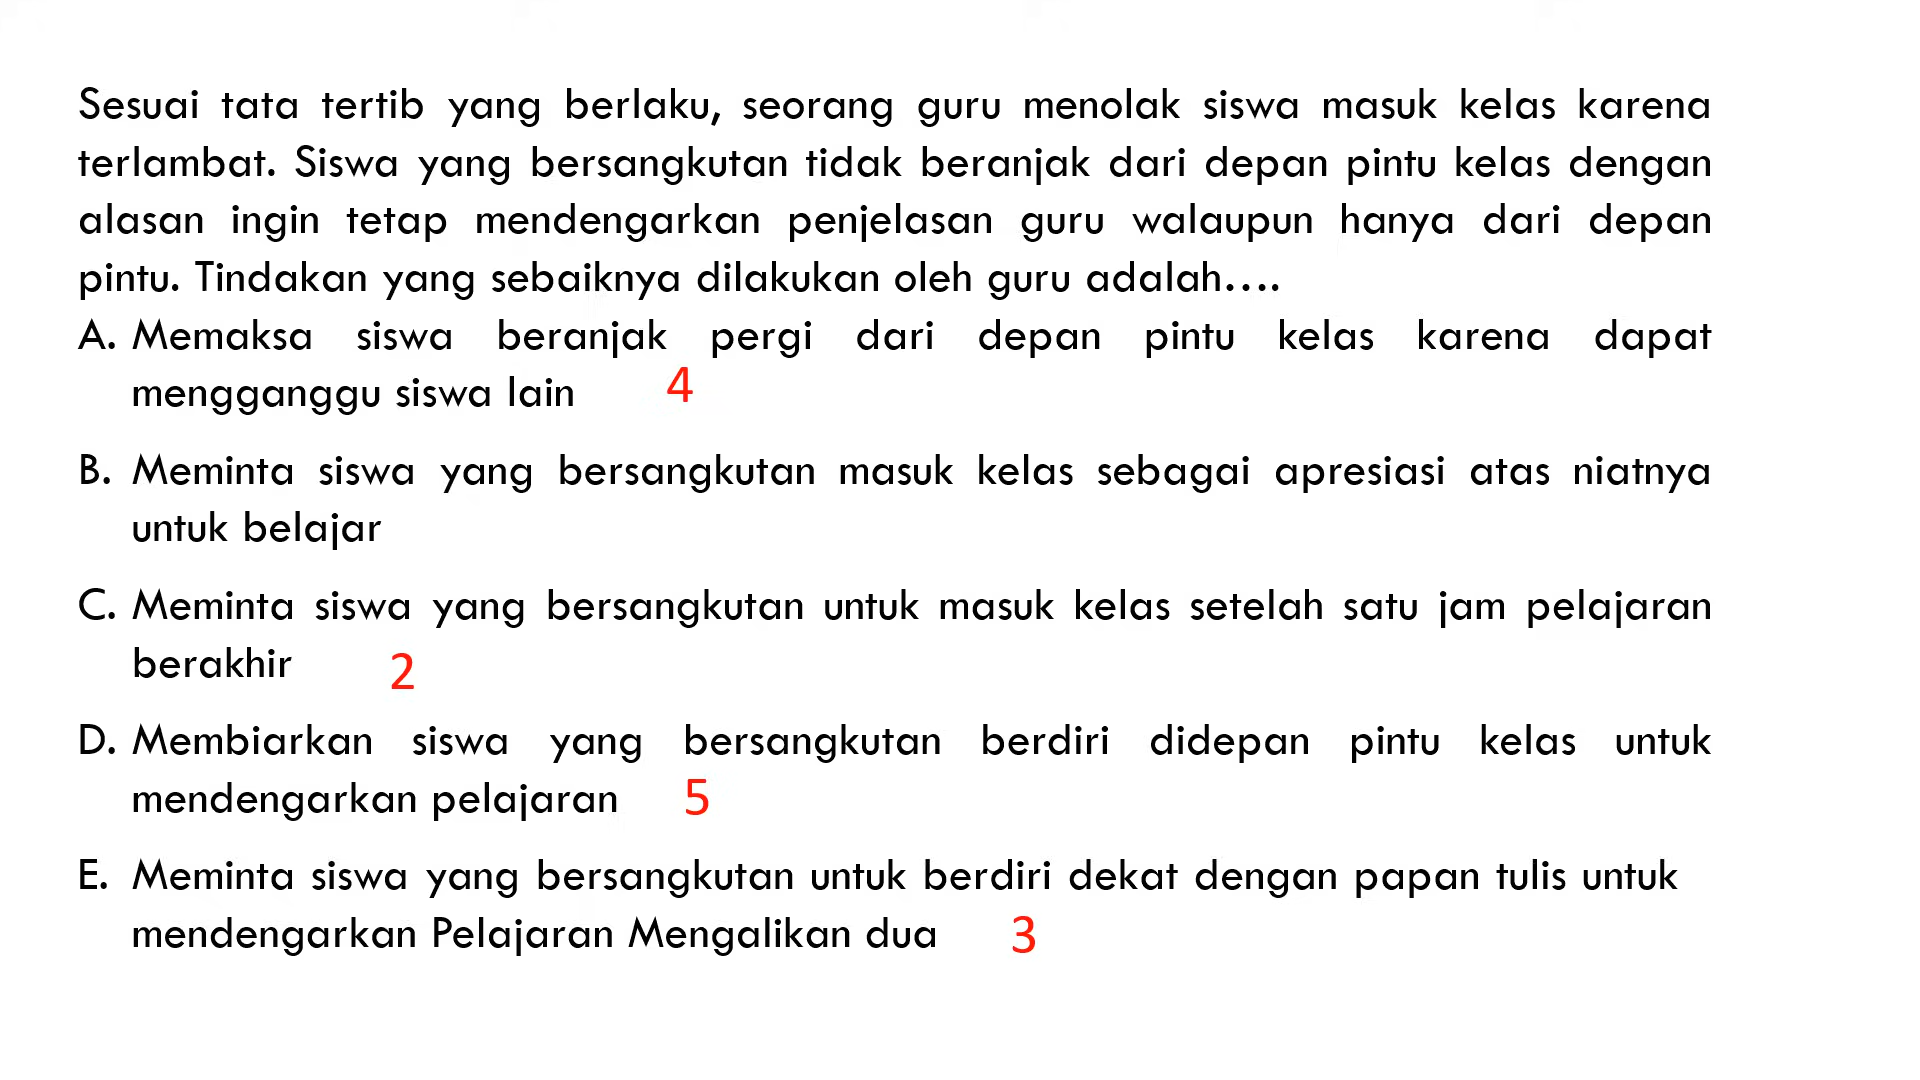 Sesuai tata tertib yang berlaku, seorang guru menolak siswa masuk kelas karena
terlambat. Siswa yang bersangkutan tidak beranjak dari depan pintu kelas dengan
alasan ingin tetap mendengarkan penjelasan guru walaupun hanya dari depan
pintu. Tindakan yang sebaiknya dilakukan oleh guru adalah....
A. Memaksa siswa beranjak pergi dari depan pintu kelas karena dapat
mengganggu siswa lain 4
B. Meminta siswa yang bersangkutan masuk kelas sebagai apresiasi atas niatnya
untuk belajar
C. Meminta siswa yang bersangkutan untuk masuk kelas setelah satu jam pelajaran
berakhir 2
D. Membiarkan siswa yang bersangkutan berdiri didepan pintu kelas untuk
mendengarkan pelajaran 5
E. Meminta siswa yang bersangkutan untuk berdiri dekat dengan papan tulis untuk
mendengarkan Pelajaran Mengalikan dua 3